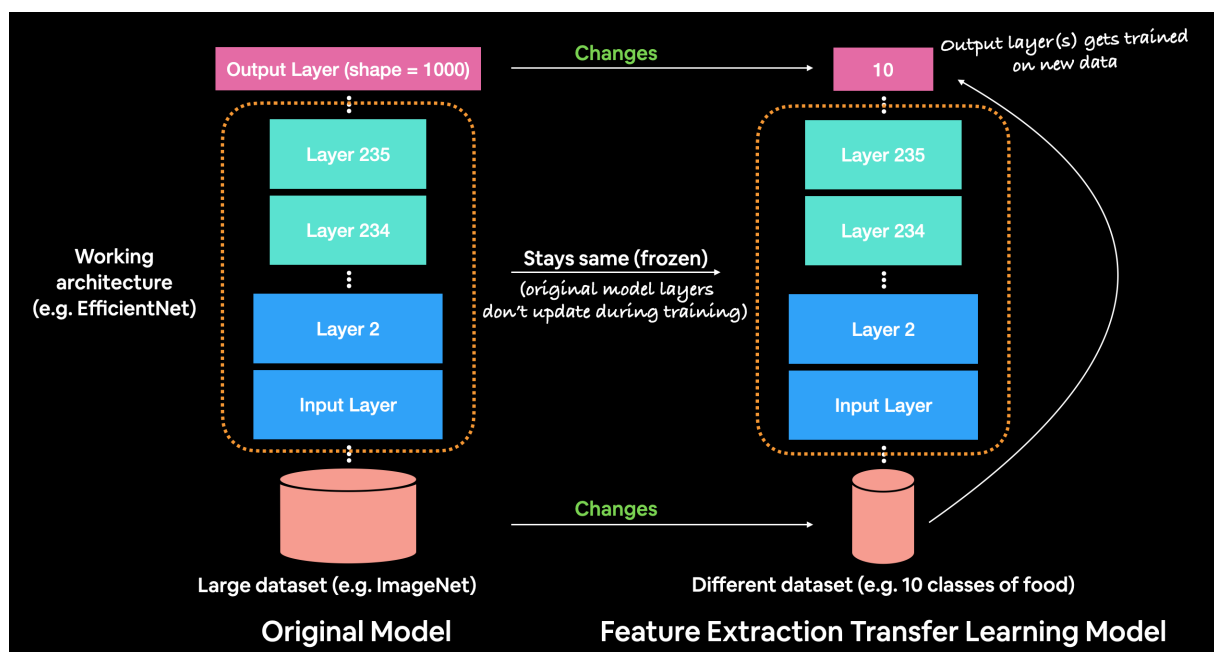 Output Layer (shape = 1000)
Changes
10
Output layer(s) gets trained
on new data
Layer 235
Layer 234
Layer 2
Input Layer
Working
architecture
(e.g. EfficientNet)
Stays same (frozen)
(original model layers
don't update during training)
Layer 235
Layer 234
Layer 2
Input Layer
Changes
Large dataset (e.g. ImageNet)
Different dataset (e.g. 10 classes of food)
Original Model
Feature Extraction Transfer Learning Model